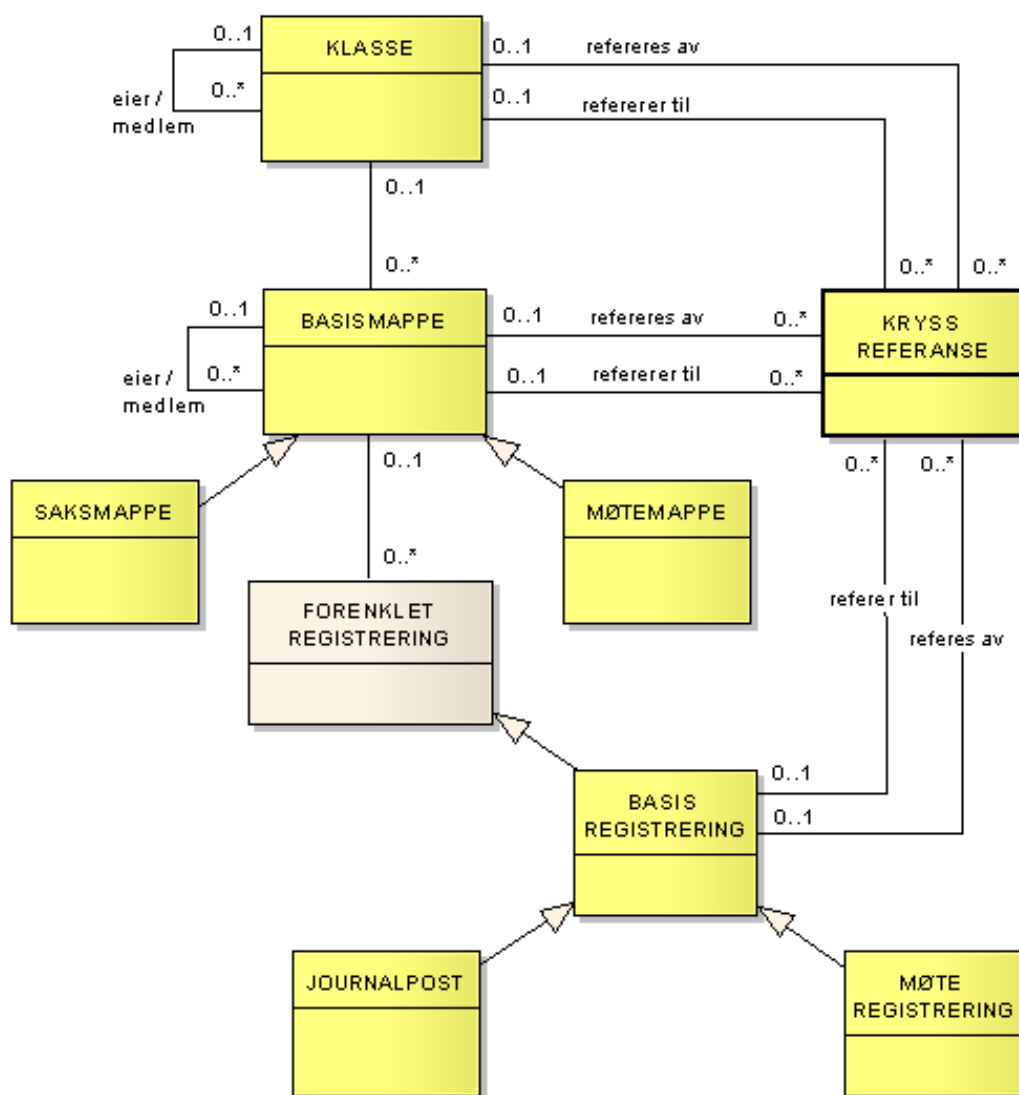 0..1
KLASSE
0..1
refereres av
0..*
0..1
refererer til
eier /
medlem
0..1
0..*
0..*
0..*
0..1
BASISMAPPE
0..1
refereres av
0..*
KRYSS
REFERANSE
0..*
0..1
refererer til
0..*
eier /
medlem
0..1
0..*
0..*
SAKSMAPPE
MØTEMAPPE
0..*
FORENKLET
REGISTRERING
referer til
referes av
0..1
BASIS
REGISTRERING
0..1
JOURNALPOST
MØTE
REGISTRERING